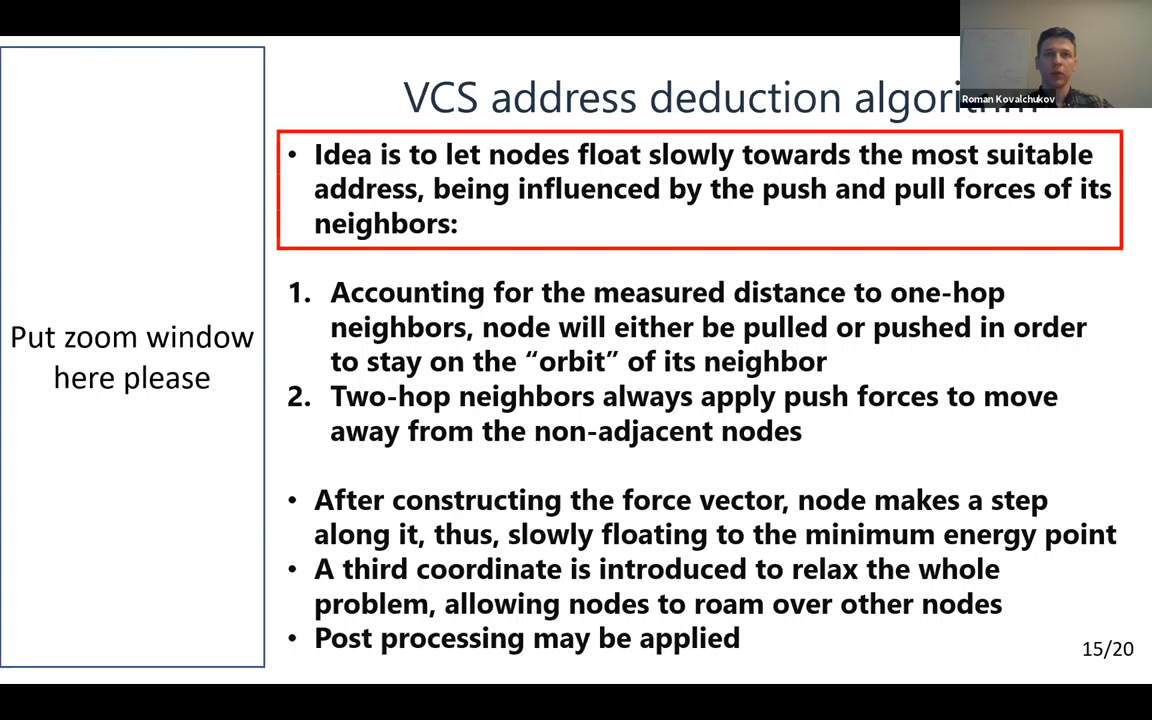 Roman Kovalchukov
VCS address deduction
Put zoom window
here please
• Idea is to let nodes float slowly towards the most suitable
address, being influenced by the push and pull forces of its
neighbors:
1. Accounting for the measured distance to one-hop
neighbors, node will either be pulled or pushed in order
to stay on the “orbit” of its neighbor
2. Two-hop neighbors always apply push forces to move
away from the non-adjacent nodes
• After constructing the force vector, node makes a step
along it, thus, slowly floating to the minimum energy point
• A third coordinate is introduced to relax the whole
problem, allowing nodes to roam over other nodes
• Post processing may be applied
15/20